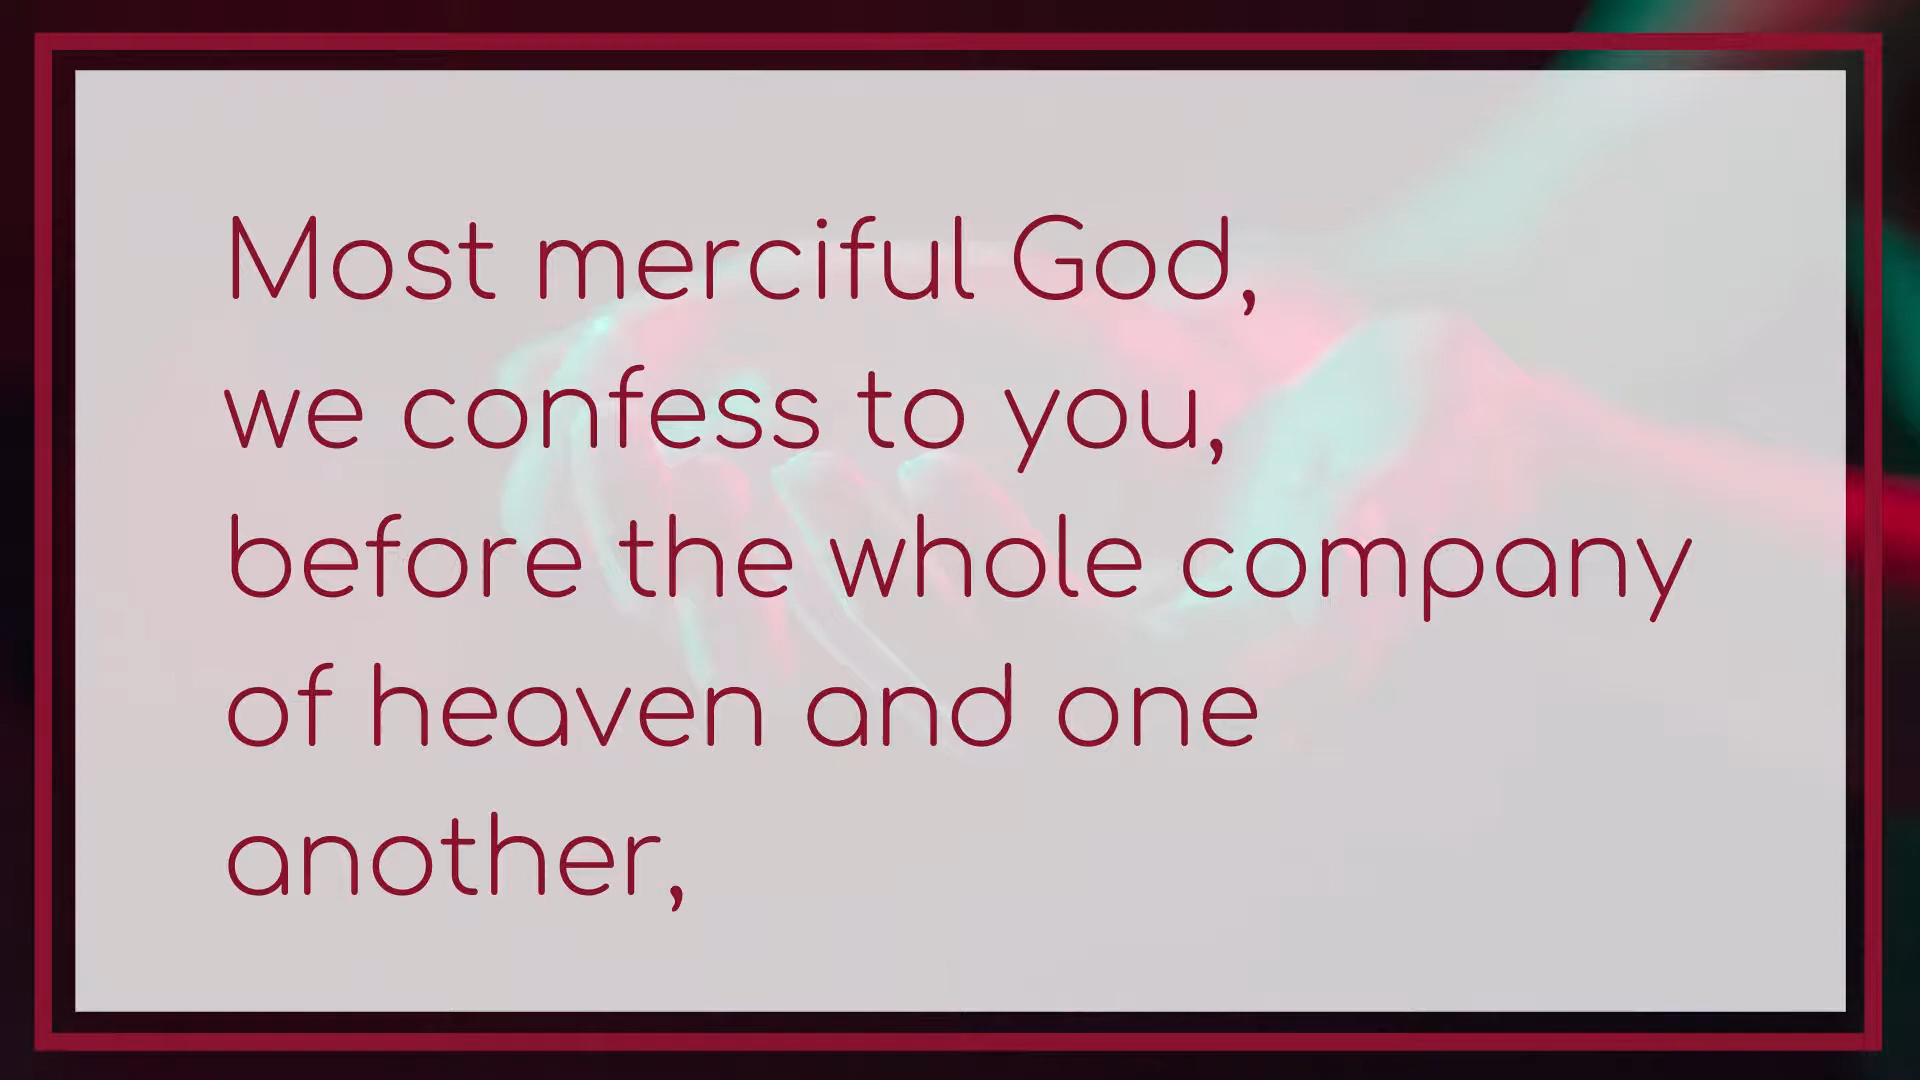 Most merciful God,
we confess to you,
before the whole company
of heaven and one
another,